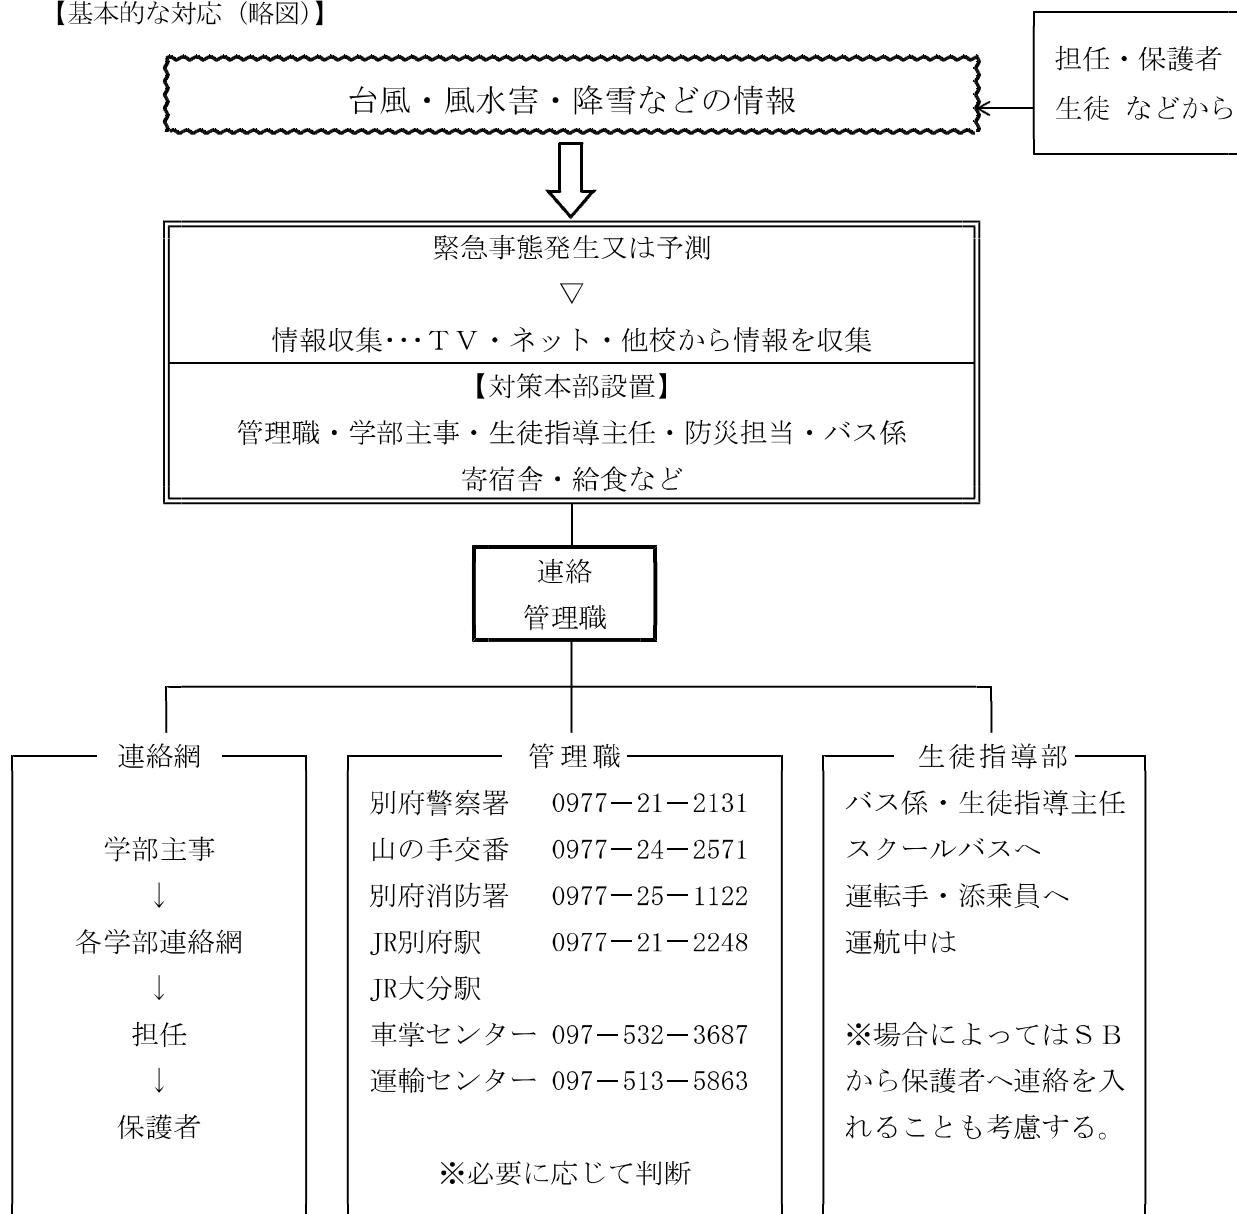 【基本的な対応（略図）】
担任・保護者
生徒 などから
台風・風水害・降雪などの情報
緊急事態発生又は予測
▽
情報収集･･･ＴＶ・ネット・他校から情報を収集
【対策本部設置】
管理職・学部主事・生徒指導主任・防災担当・バス係
寄宿舎・給食など
連絡
管理職
連絡網
学部主事
↓
各学部連絡網
↓
担任
↓
保護者
管理職
別府警察署 0977－21－2131
山の手交番 0977－24－2571
別府消防署 0977－25－1122
JR別府駅 0977－21－2248
JR大分駅
車掌センター 097－532－3687
運輸センター 097－513－5863
※必要に応じて判断
生徒指導部
バス係・生徒指導主任
スクールバスへ
運転手・添乗員へ
運航中は
※場合によってはＳＢ
から保護者へ連絡を入
れることも考慮する。